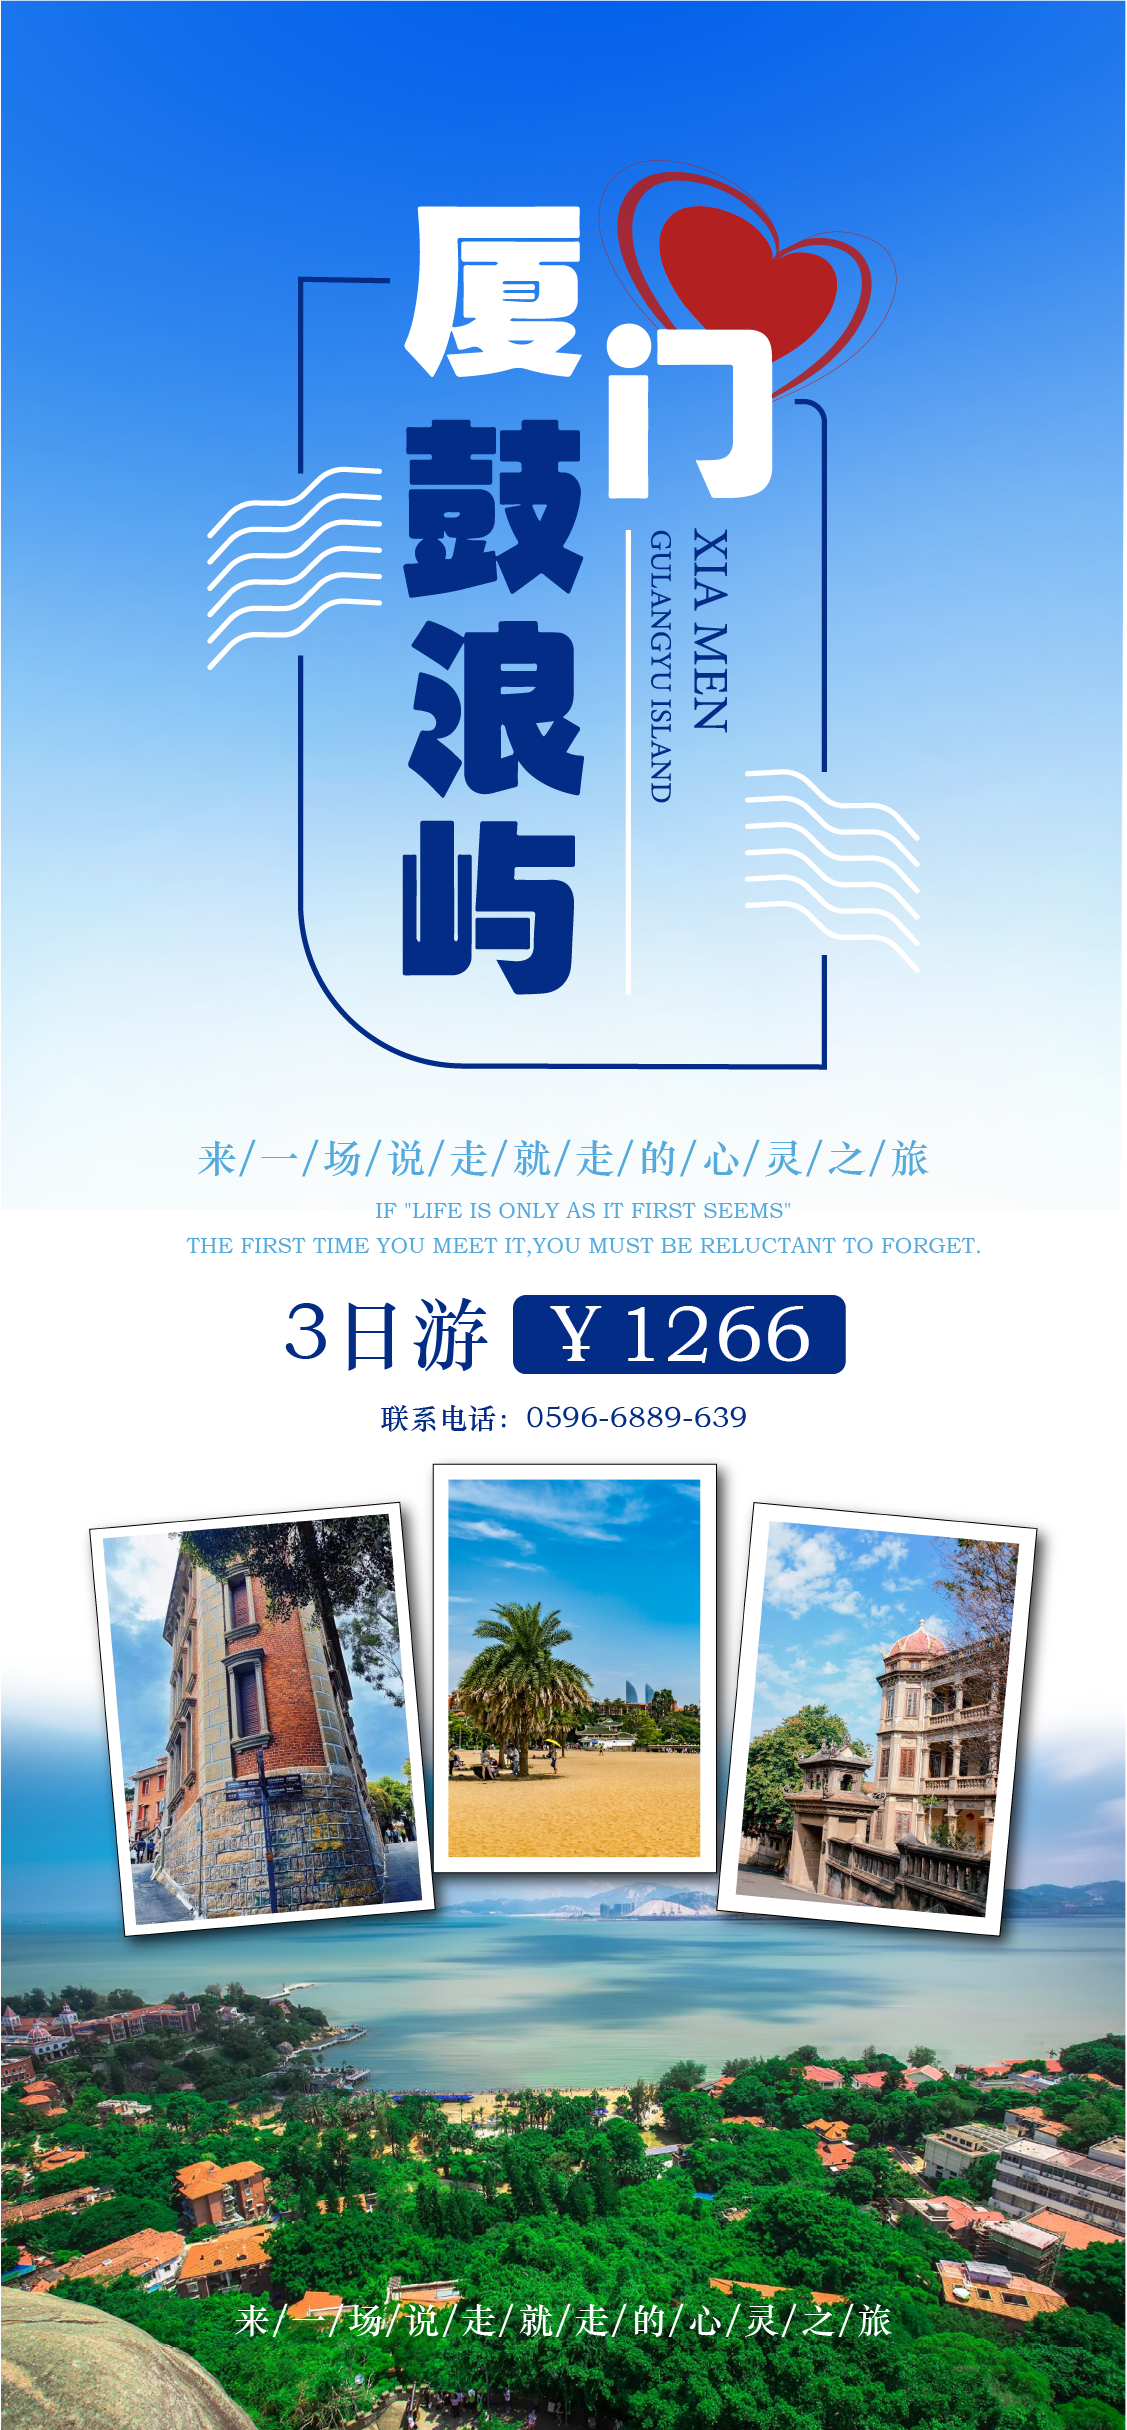 厦门
鼓浪屿
XIA MEN
GULANGYU ISLAND
来/一/场/说/走/就/走/的/心/灵/之/旅
IF "LIFE IS ONLY AS IT FIRST SEEMS"
THE FIRST TIME YOU MEET IT,YOU MUST BE RELUCTANT TO FORGET.
3日游 ¥1266
联系电话：0596-6889-639
来/一/场/说/走/就/走/的/心/灵/之/旅